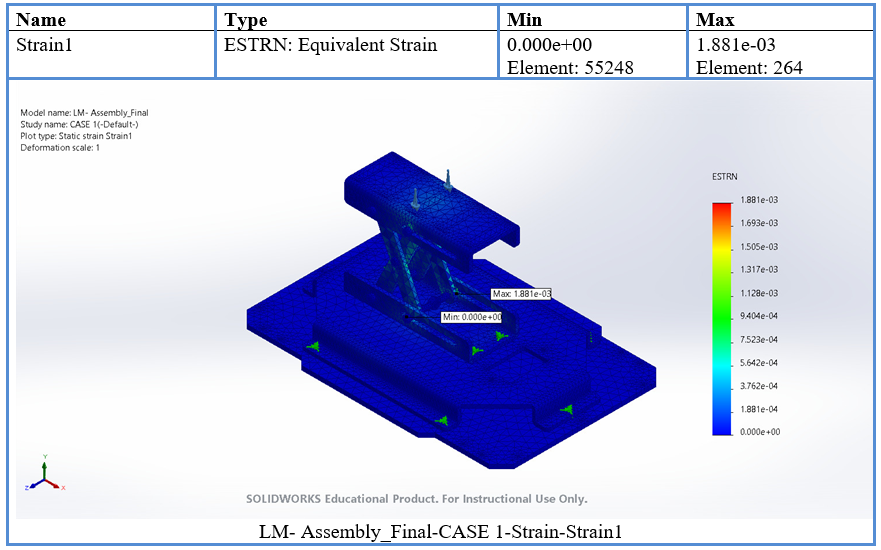 Name Type Min Max
Strain1 ESTRN: Equivalent Strain 0.000e+00 1.881e-03
Element: 55248 Element: 264
Model name: LM- Assembly_Final
Study name: CASE 1(-Default-)
Plot type: Static strain Strain1
Deformation scale: 1
ESTRN
1.881e-03
1.693e-03
1.505e-03
1.317e-03
1.128e-03
9.404e-04
7.523e-04
5.642e-04
3.762e-04
1.881e-04
0.000e+00
Max: 1.881e-03
Min: 0.000e+00
Y
Z X
SOLIDWORKS Educational Product. For Instructional Use Only.
LM- Assembly_Final-CASE 1-Strain-Strain1